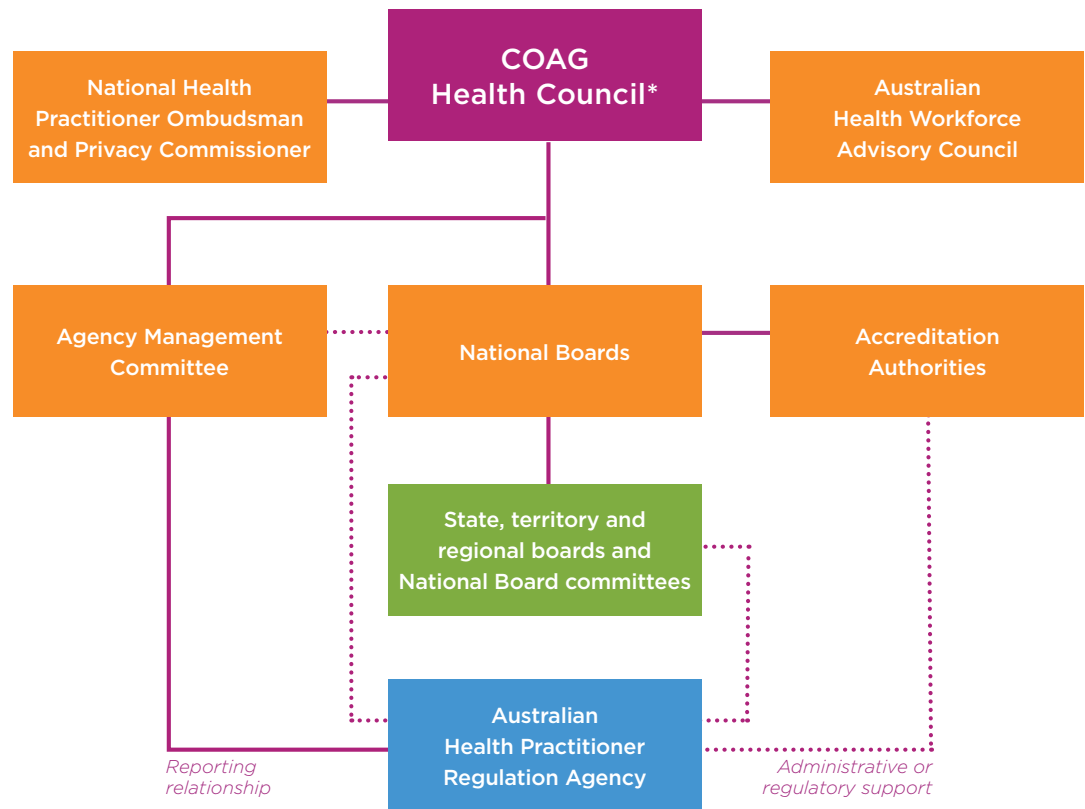 COAG
Health Council*
National Health
Practitioner Ombudsman
and Privacy Commissioner
Australian
Health Workforce
Advisory Council
Agency Management
Committee
National Boards
Accreditation
Authorities
State, territory and
regional boards and
National Board committees
Australian
Health Practitioner
Regulation Agency
Reporting
relationship
Administrative or
regulatory support